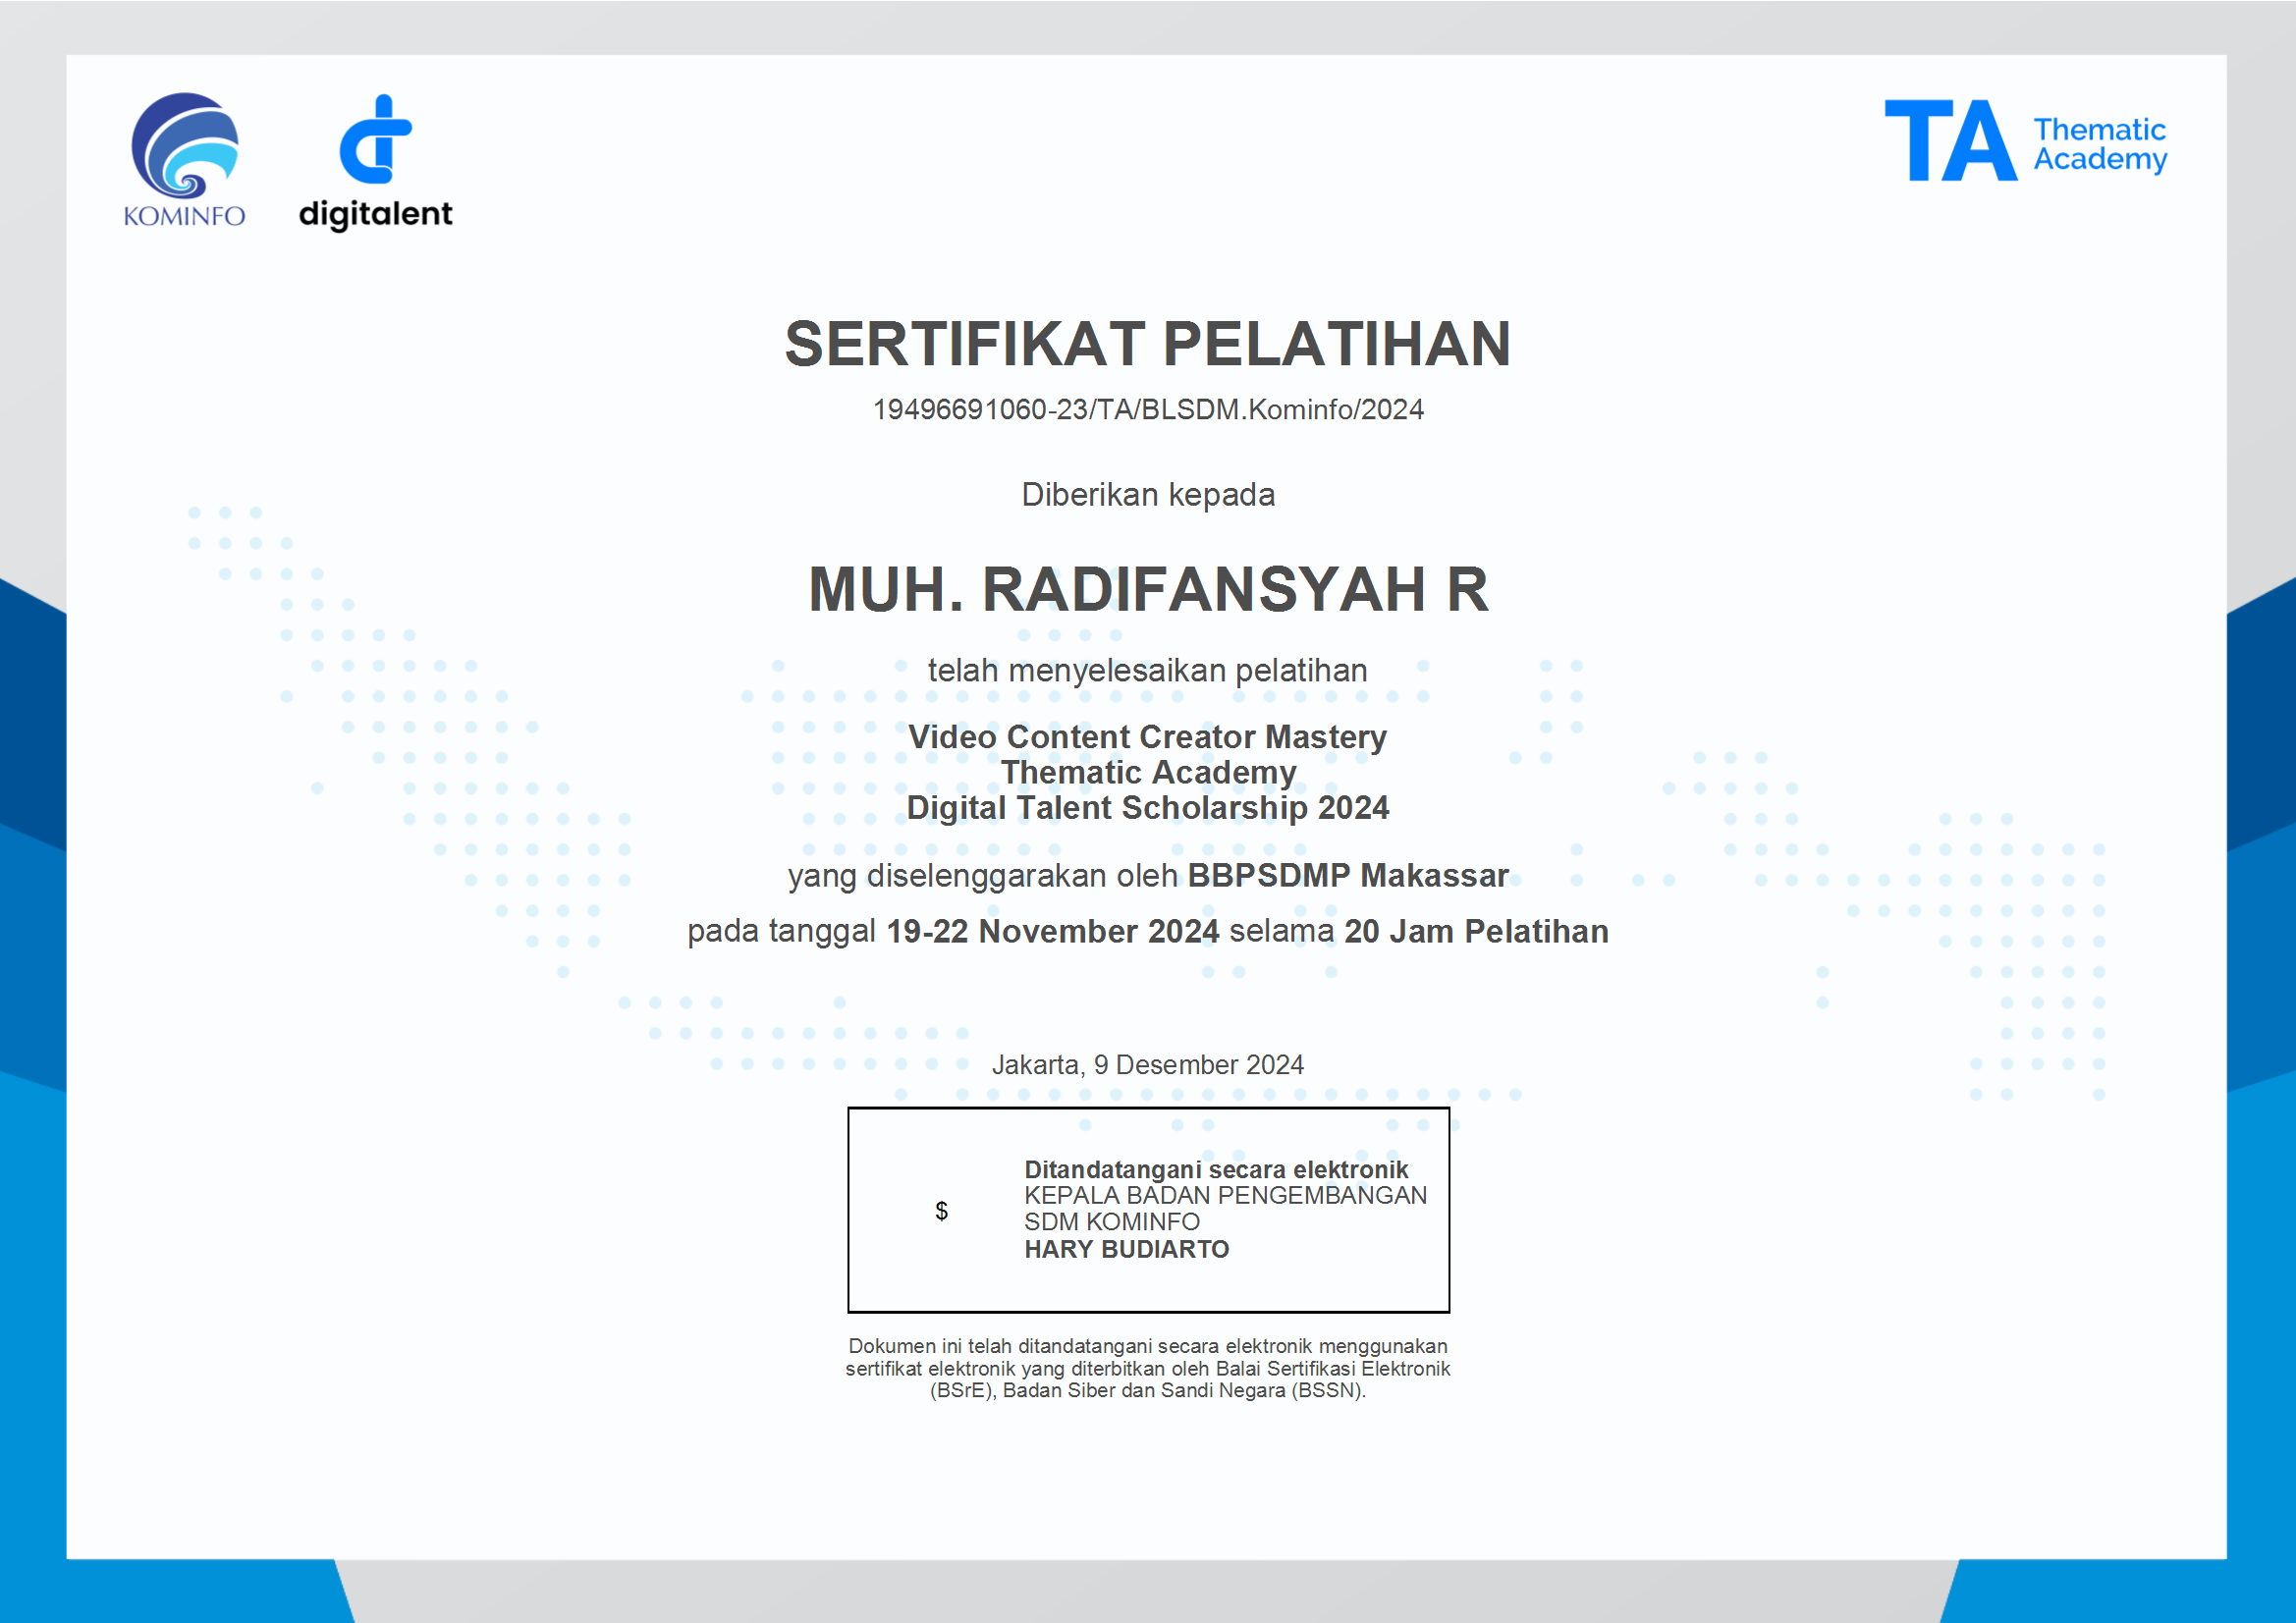 KOMINFO
digitalent
TA
Thematic
Academy
SERTIFIKAT PELATIHAN
19496691060-23/TA/BLSDM.Kominfo/2024
Diberikan kepada
MUH. RADIFANSYAH R
telah menyelesaikan pelatihan
Video Content Creator Mastery
Thematic Academy
Digital Talent Scholarship 2024
yang diselenggarakan oleh BBPSDMP Makassar
pada tanggal 19-22 November 2024 selama 20 Jam Pelatihan
Jakarta, 9 Desember 2024
$
Ditandatangani secara elektronik
KEPALA BADAN PENGEMBANGAN
SDM KOMINFO
HARY BUDIARTO
Dokumen ini telah ditandatangani secara elektronik menggunakan
sertifikat elektronik yang diterbitkan oleh Balai Sertifikasi Elektronik
(BSrE), Badan Siber dan Sandi Negara (BSSN).